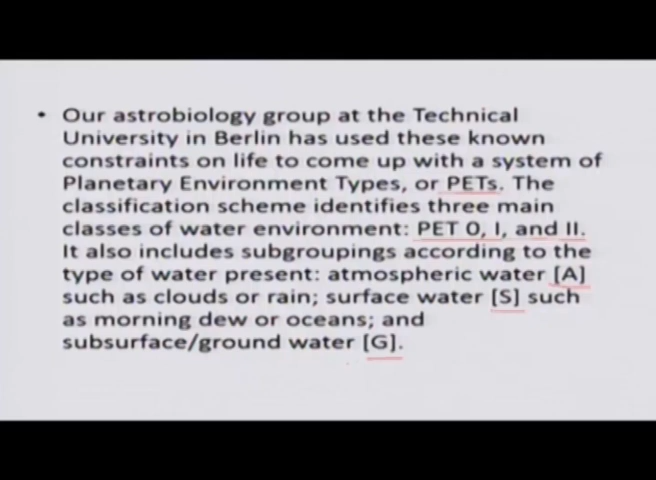 • Our astrobiology group at the Technical
University in Berlin has used these known
constraints on life to come up with a system of
Planetary Environment Types, or PETs. The
classification scheme identifies three main
classes of water environment: PET 0, I, and II.
It also includes subgroupings according to the
type of water present: atmospheric water [A]
such as clouds or rain; surface water [S] such
as morning dew or oceans; and
subsurface/ground water [G].